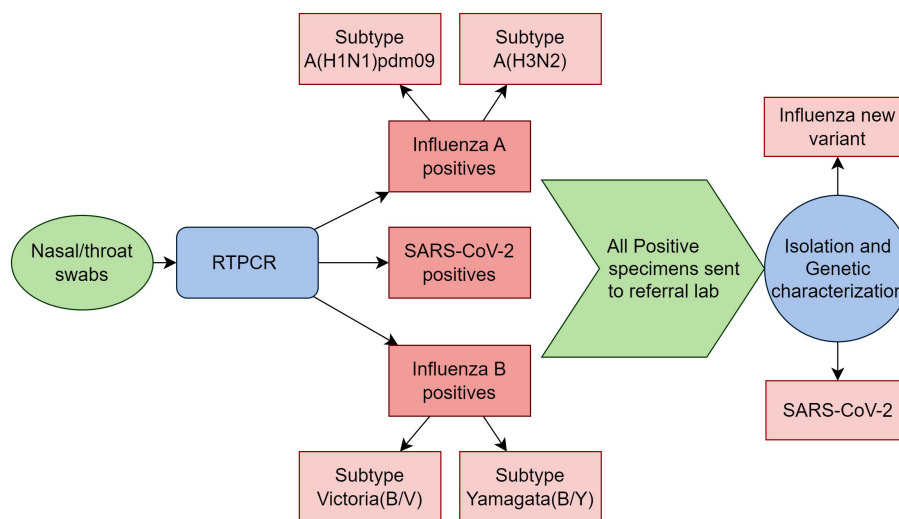 Nasal/throat
swabs
RTPCR
Subtype
A(H1N1)pdm09
Subtype
A(H3N2)
Influenza A
positives
SARS-CoV-2
positives
Influenza B
positives
Subtype
Victoria(B/V)
Subtype
Yamagata(B/Y)
All Positive
specimens sent
to referral lab
Influenza new
variant
Isolation and
Genetic
characterization
SARS-CoV-2